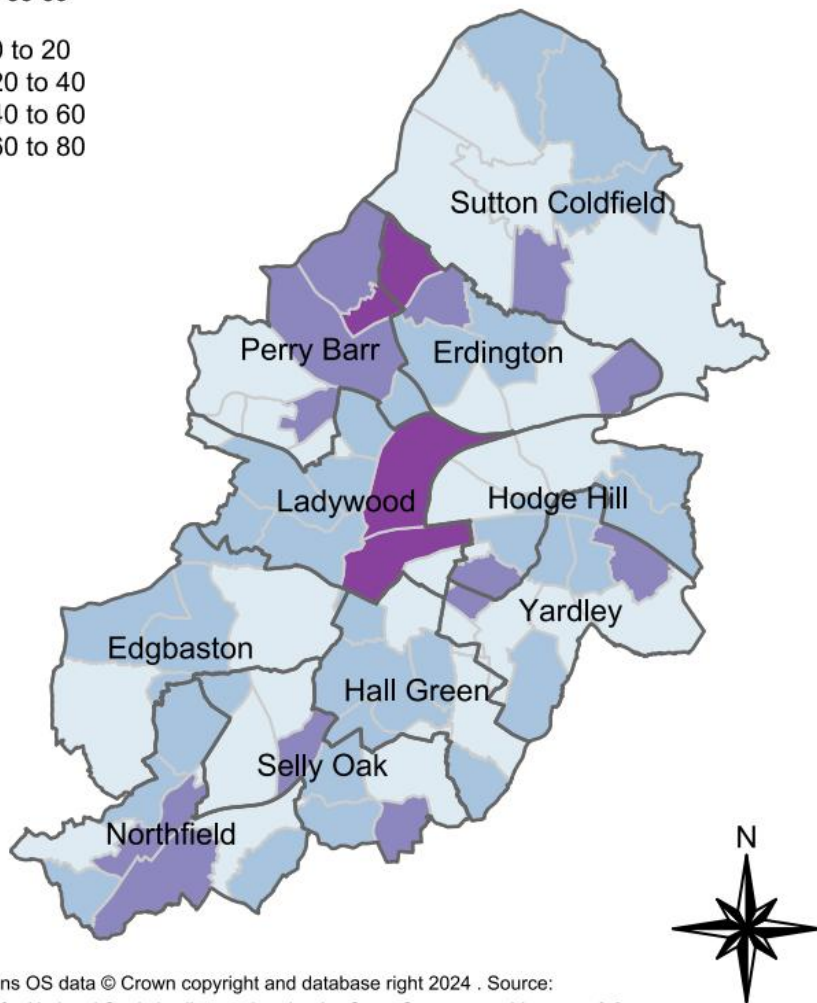 to 20
20 to 40
40 to 60
60 to 80
Sutton Coldfield
Perry Barr
Erdington
Ladywood
Hodge Hill
Yardley
Edgbaston
Hall Green
Selly Oak
Northfield
N
ns OS data © Crown copyright and database right 2024 . Source: